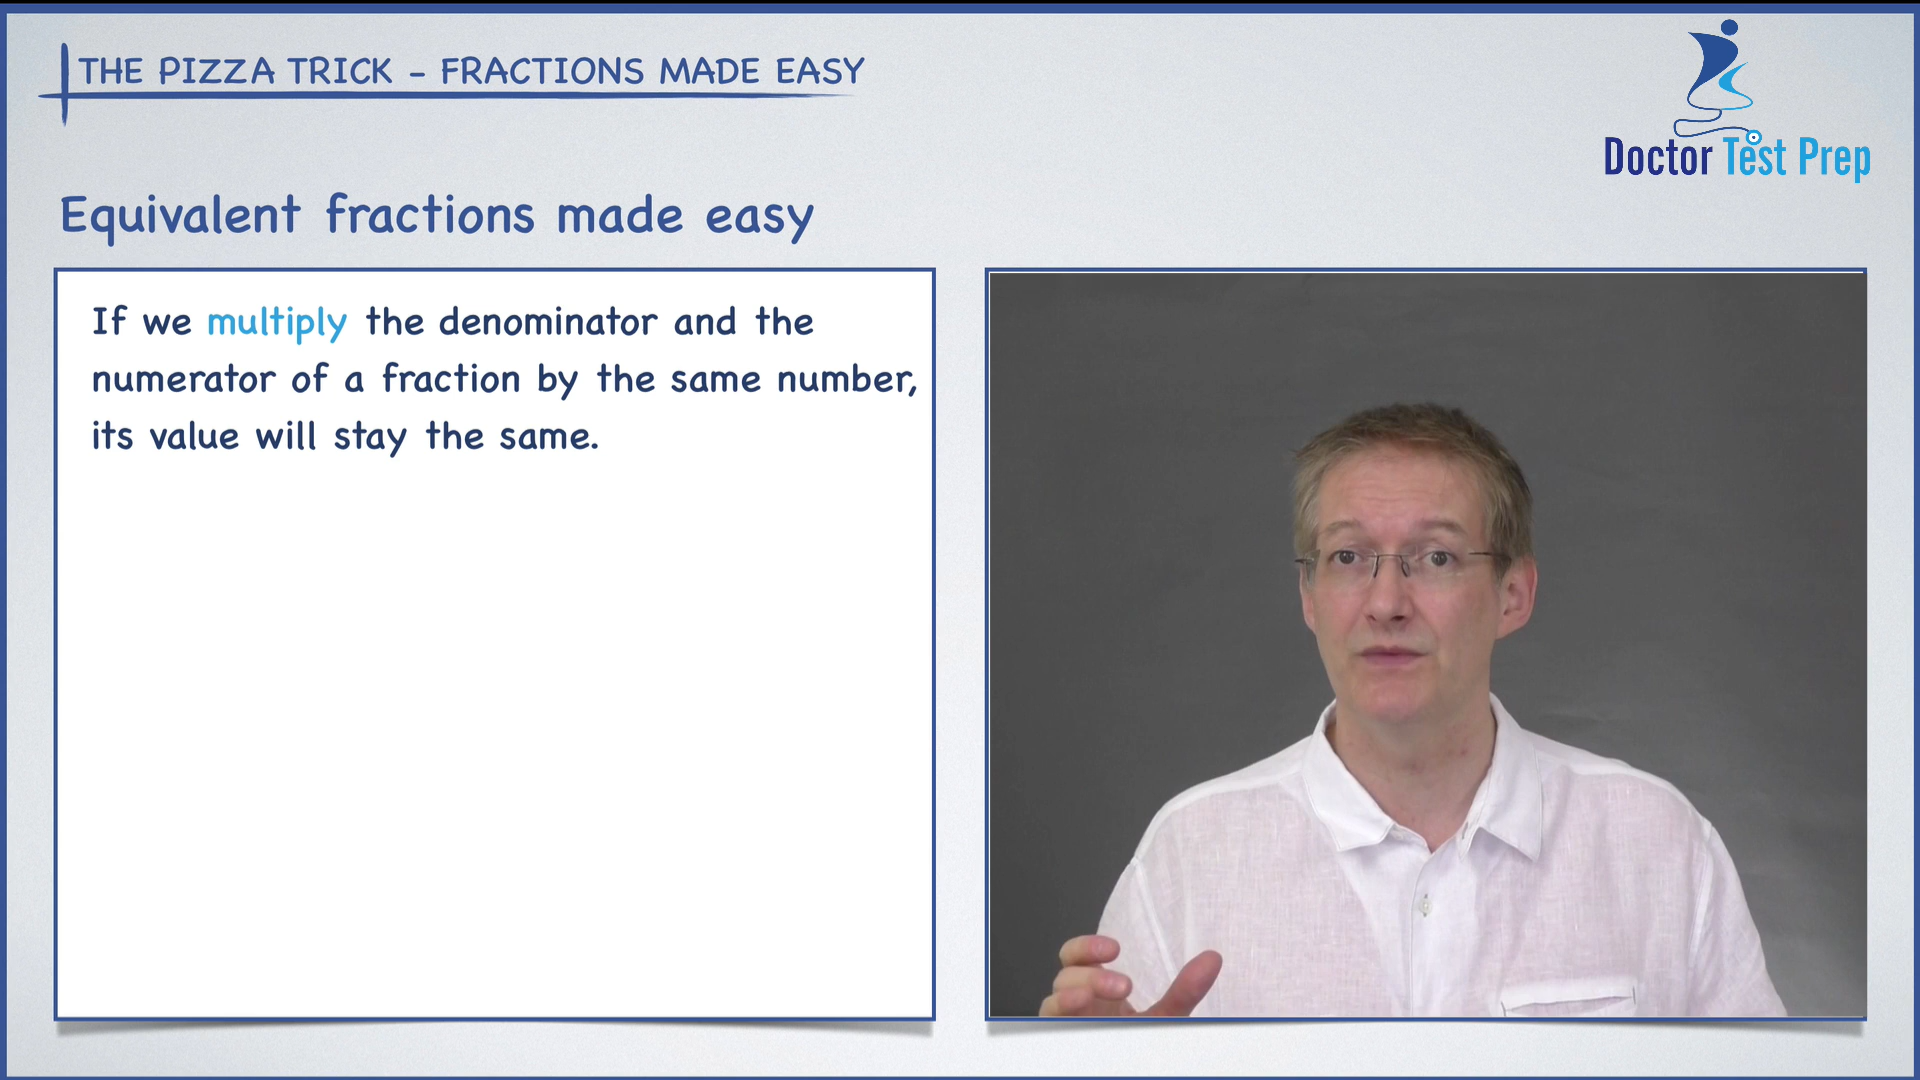 THE PIZZA TRICK - FRACTIONS MADE EASY
Doctor Test Prep
Equivalent fractions made easy
If we multiply the denominator and the
numerator of a fraction by the same number,
its value will stay the same.